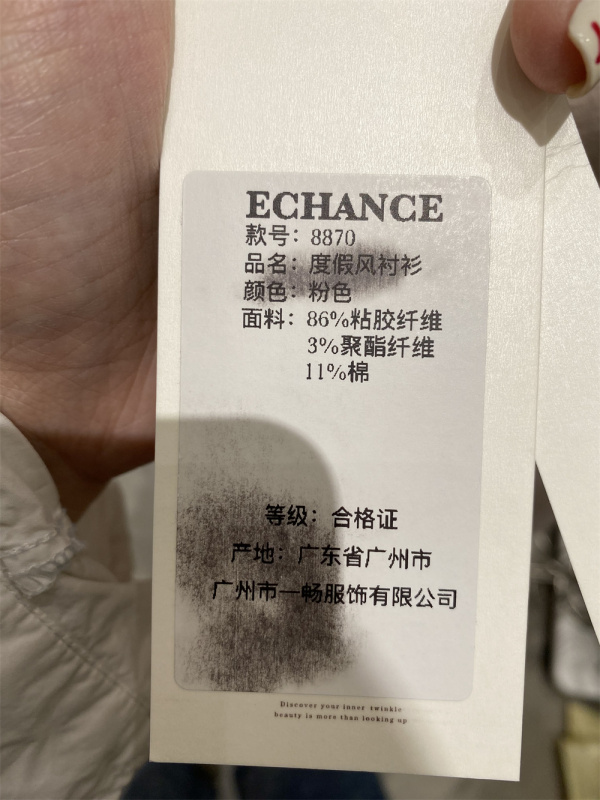 ECHANCE
款号：8870
品名：度假风衬衫
颜色：粉色
面料：86%粘胶纤维
3%聚酯纤维
11%棉
等级：合格证
产地：广东省广州市
广州市一畅服饰有限公司
Discover your inner twinkle
beauty is more than looking up